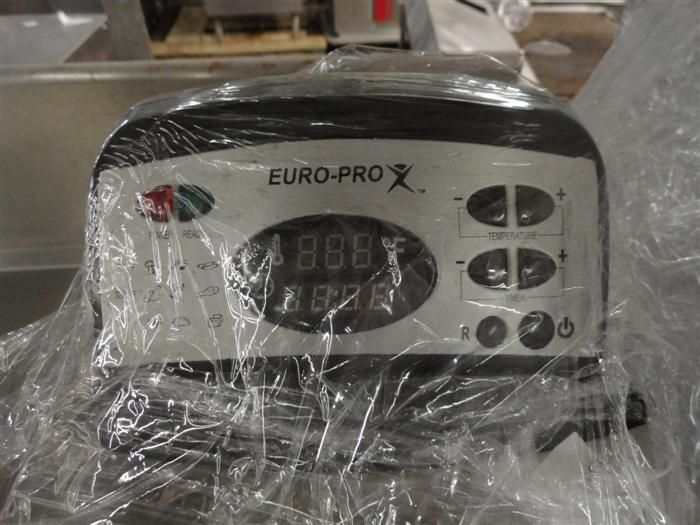 EURO-PRO X ™
POWER READY
- +
TEMPERATURE
F
- +
TIMER
R